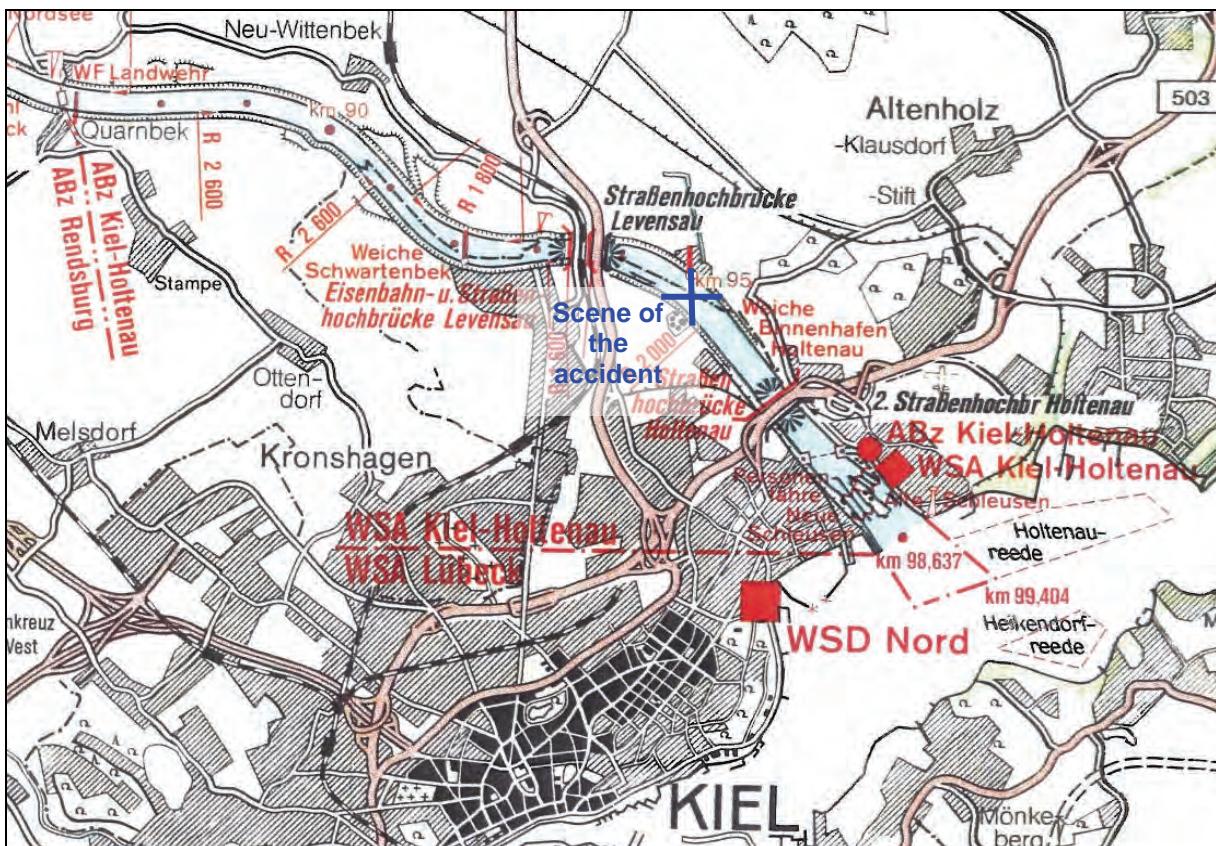 Nordsee
Neu-Wittenbek
WF Landwehr
km 90
Quarnbek
R 2 600
ABz Kiel-Holtenau
ABz Rendsburg
Stampe
R 2 600
R 1 800
Weiche
Schwartenbek
Eisenbahn- u. Straßen-
hochbrücke Levensau
Straßenhochbrücke
Levensau
km 95
Scene of
the
accident
2 000
Weiche
Binnenhafen
Holtenau
Straßen
hochbrücke
Holtenau
Altenholz
-Klausdorf
-Stift
503
2. Straßenhochbr Holtenau
ABz Kiel-Holtenau
WSA Kiel-Holtenau
Personen
fähre
Neue
Schleusen
Alte Schleusen
Holtenau-
reede
km 98,637
km 99,404
Heikendorf-
reede
Otten-
dorf
Melsdorf
Kronshagen
WSA Kiel-Holtenau
WSA Lübeck
WSD Nord
nkreuz
West
KIEL
Mönke-
berg